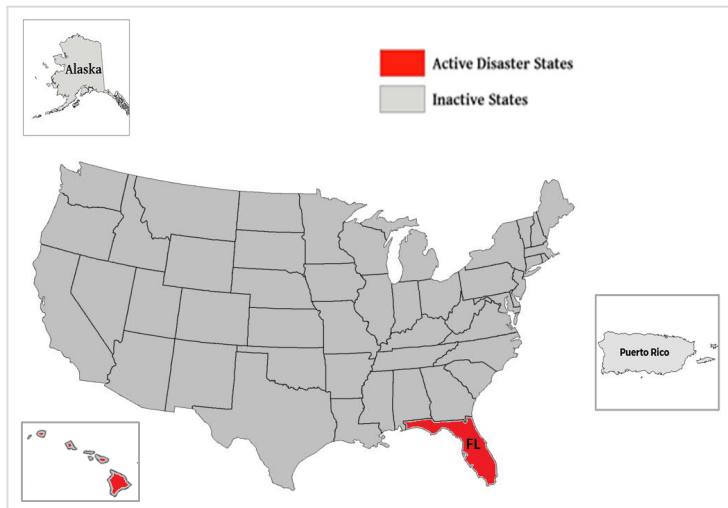 Alaska
Active Disaster States
Inactive States
Puerto Rico
FL